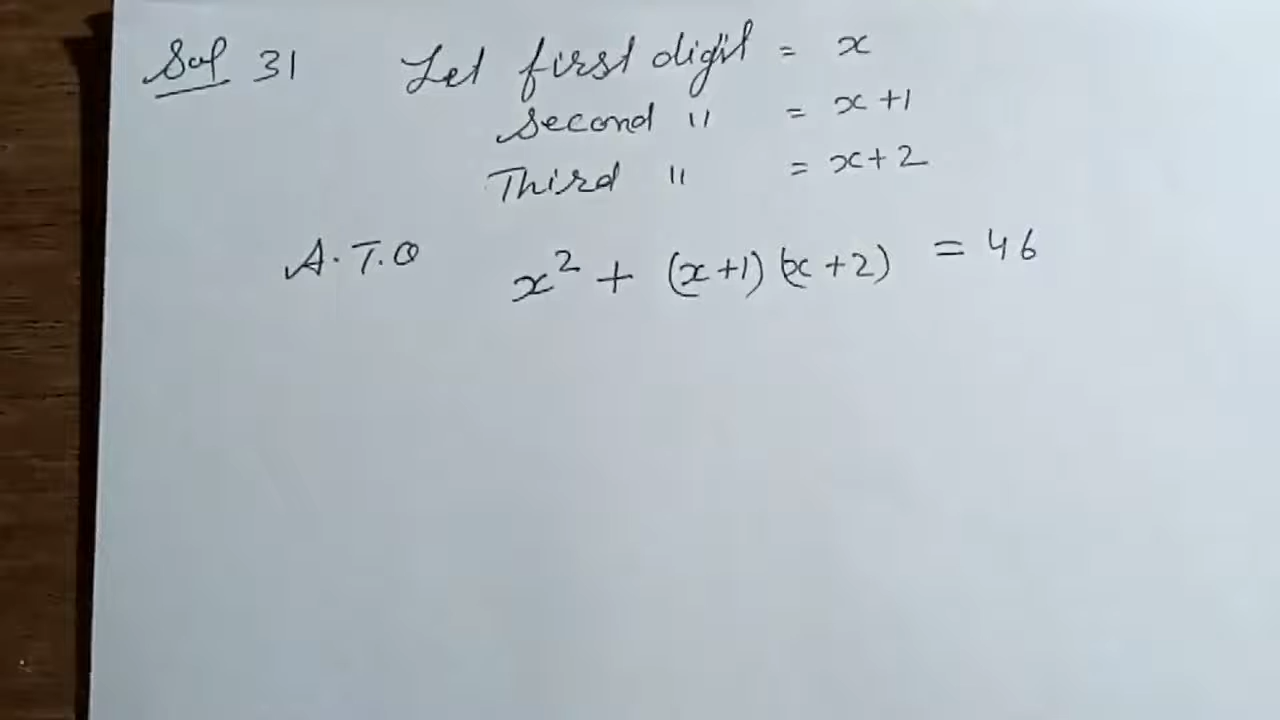 Sol 31 Let first digit = x
Second " = x+1
Third " = x+2
A.T.Q x² + (x+1) (x+2) = 46